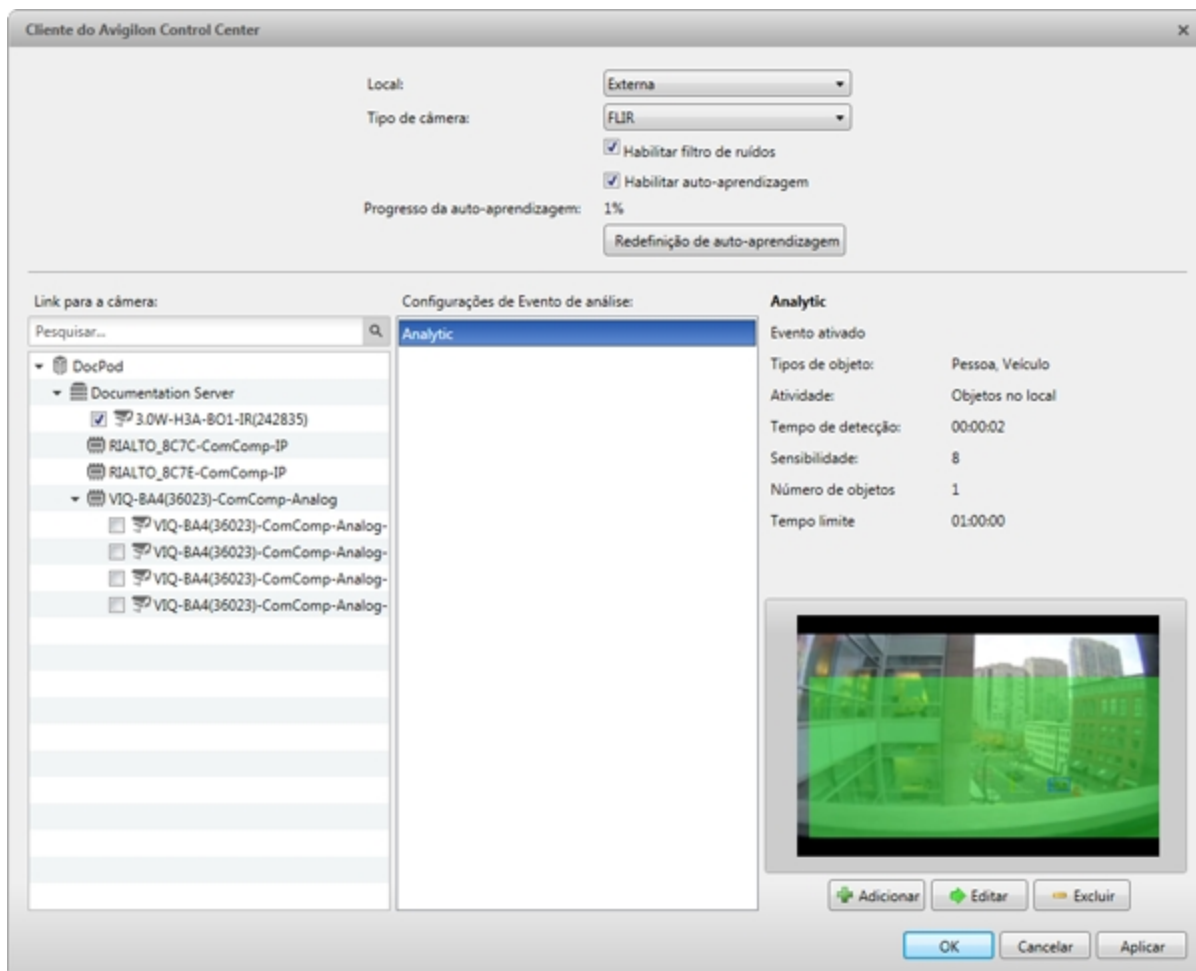 Cliente do Avigilon Control Center
Local: Externa
Tipo de câmera: FLIR
Habilitar filtro de ruídos
Habilitar auto-aprendizagem
Progresso da auto-aprendizagem: 1%
Redefinição de auto-aprendizagem
Link para a câmera:
Pesquisar...
DocPod
Documentation Server
3.0W-H3A-BO1-IR(242835)
RIALTO_8C7C-ComComp-IP
RIALTO_8C7E-ComComp-IP
VIQ-BA4(36023)-ComComp-Analog
VIQ-BA4(36023)-ComComp-Analog-
VIQ-BA4(36023)-ComComp-Analog-
VIQ-BA4(36023)-ComComp-Analog-
VIQ-BA4(36023)-ComComp-Analog-
Configurações de Evento de análise:
Analytic
Analytic
Evento ativado
Tipos de objeto: Pessoa, Veículo
Atividade: Objetos no local
Tempo de detecção: 00:00:02
Sensibilidade: 8
Número de objetos 1
Tempo limite 01:00:00
Adicionar Editar Excluir
OK Cancelar Aplicar